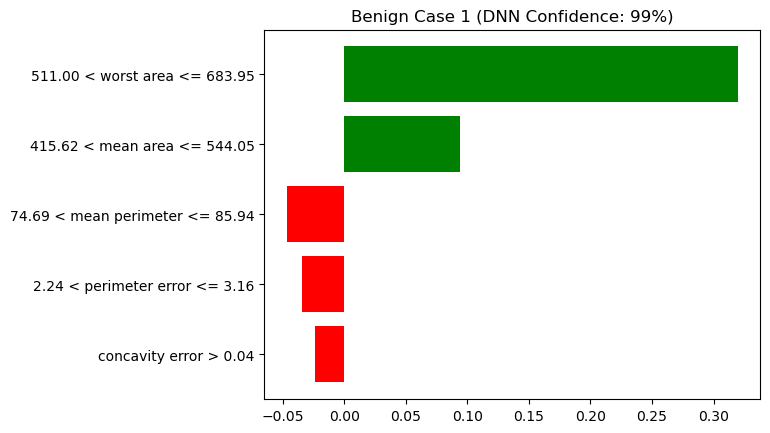 Benign Case 1 (DNN Confidence: 99%)
511.00 < worst area <= 683.95
415.62 < mean area <= 544.05
74.69 < mean perimeter <= 85.94
2.24 < perimeter error <= 3.16
concavity error > 0.04
−0.05 0.00 0.05 0.10 0.15 0.20 0.25 0.30